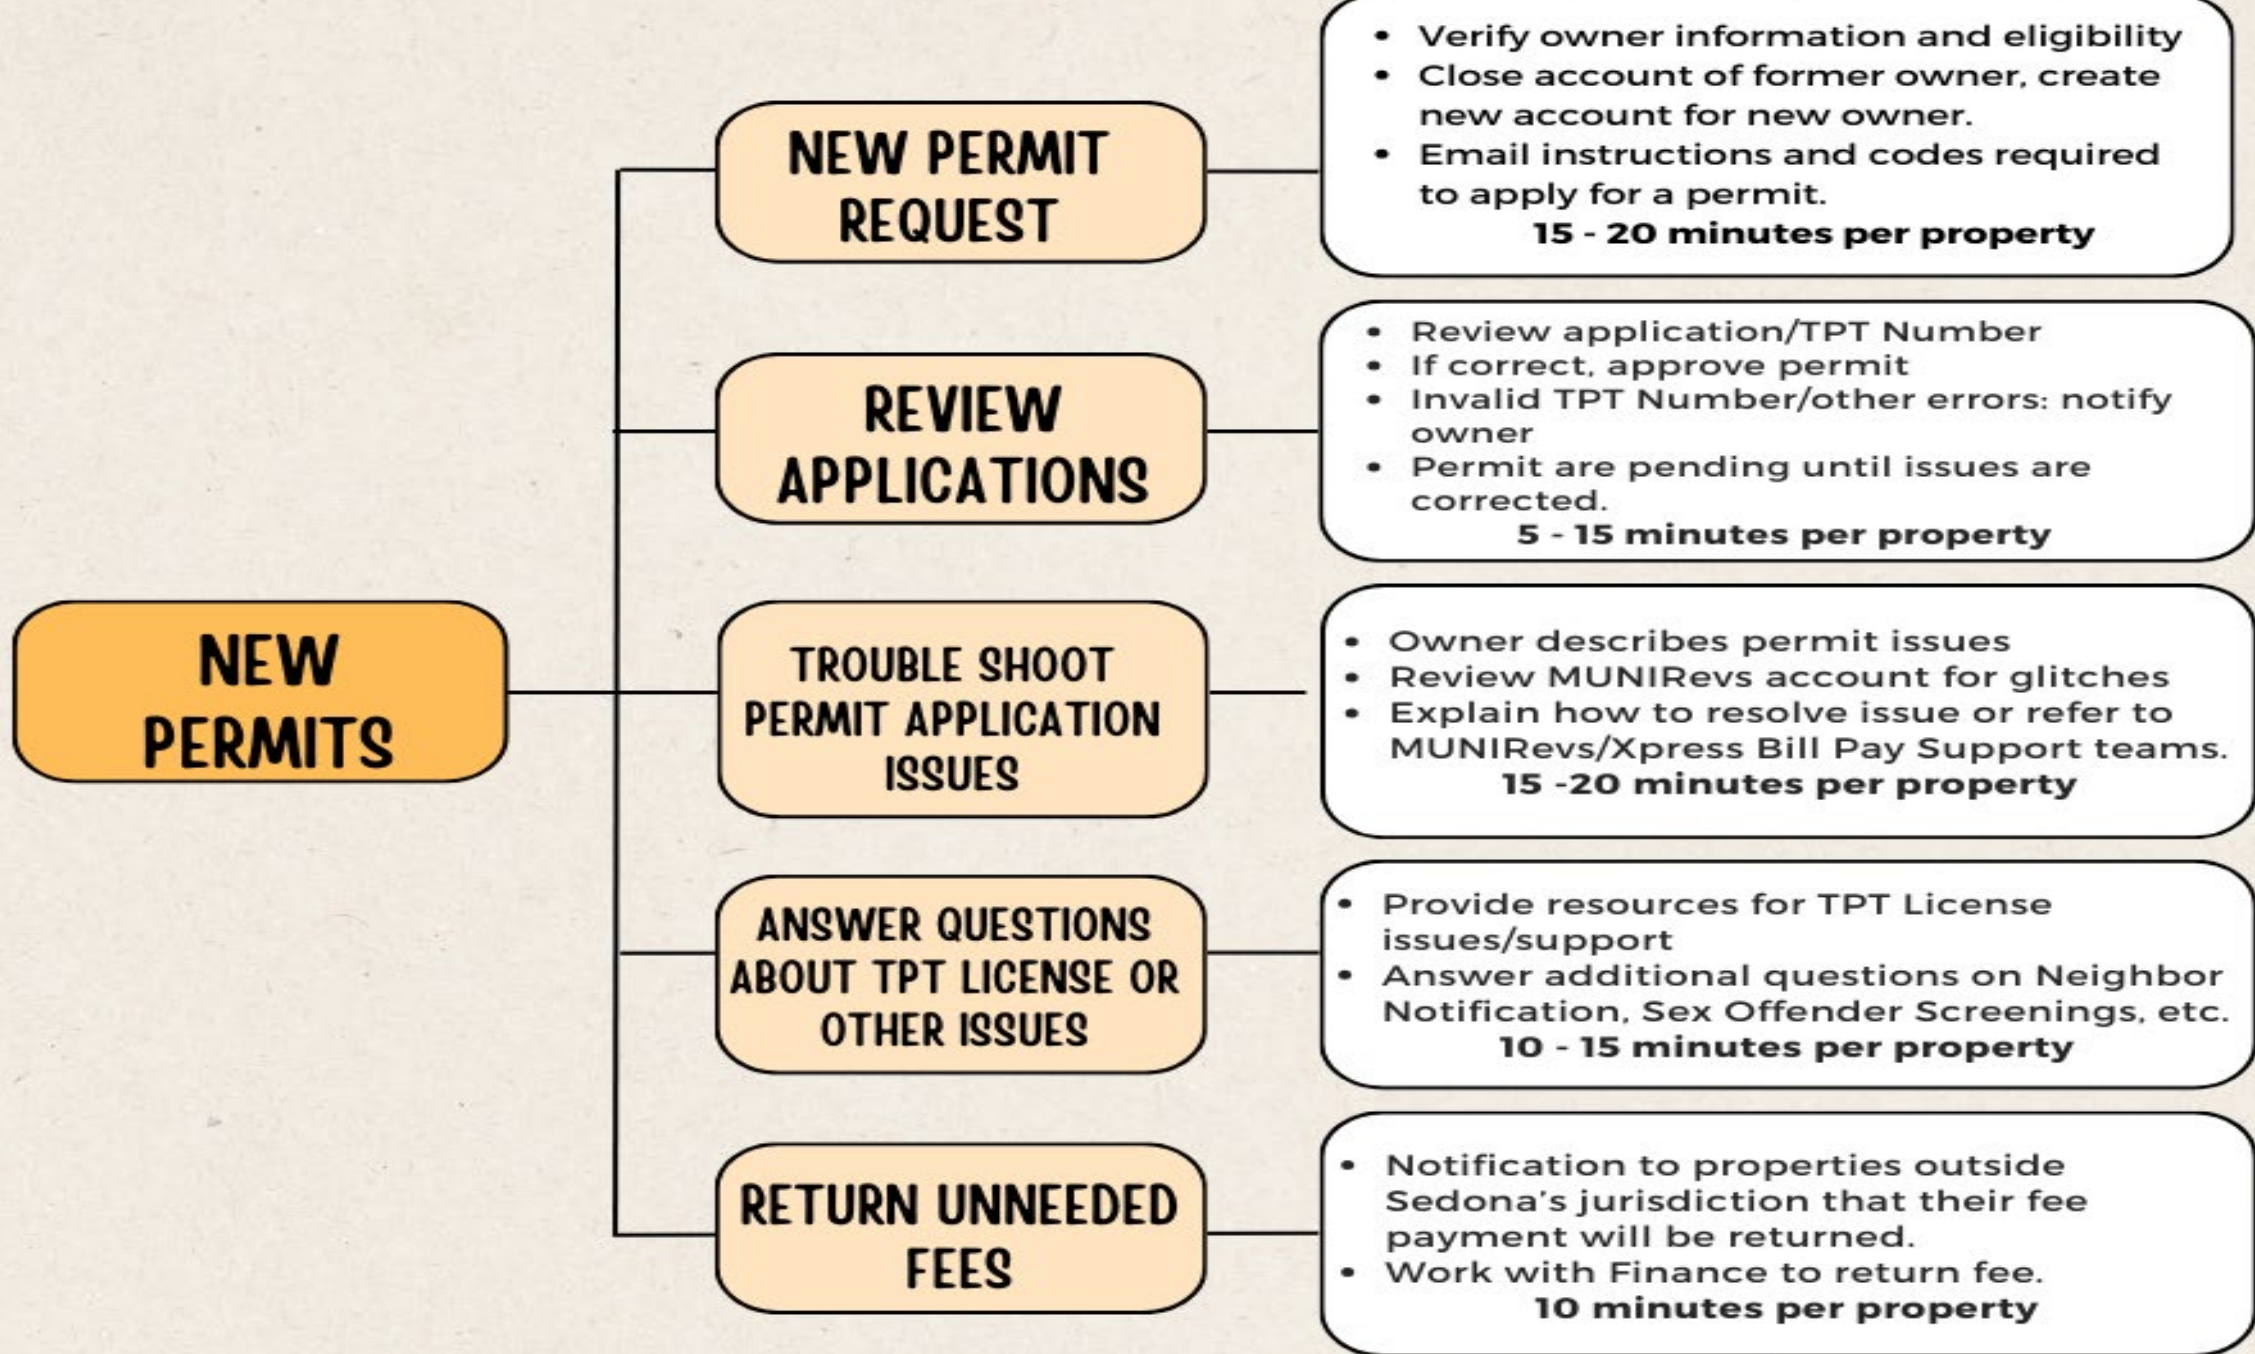 NEW
PERMITS
NEW PERMIT
REQUEST
• Verify owner information and eligibility
• Close account of former owner, create
new account for new owner.
• Email instructions and codes required
to apply for a permit.
15 - 20 minutes per property
REVIEW
APPLICATIONS
• Review application/TPT Number
• If correct, approve permit
• Invalid TPT Number/other errors: notify
owner
• Permit are pending until issues are
corrected.
5 - 15 minutes per property
TROUBLE SHOOT
PERMIT APPLICATION
ISSUES
• Owner describes permit issues
• Review MUNIRevs account for glitches
• Explain how to resolve issue or refer to
MUNIRevs/Xpress Bill Pay Support teams.
15 -20 minutes per property
ANSWER QUESTIONS
ABOUT TPT LICENSE OR
OTHER ISSUES
• Provide resources for TPT License
issues/support
• Answer additional questions on Neighbor
Notification, Sex Offender Screenings, etc.
10 - 15 minutes per property
RETURN UNNEEDED
FEES
• Notification to properties outside
Sedona's jurisdiction that their fee
payment will be returned.
• Work with Finance to return fee.
10 minutes per property